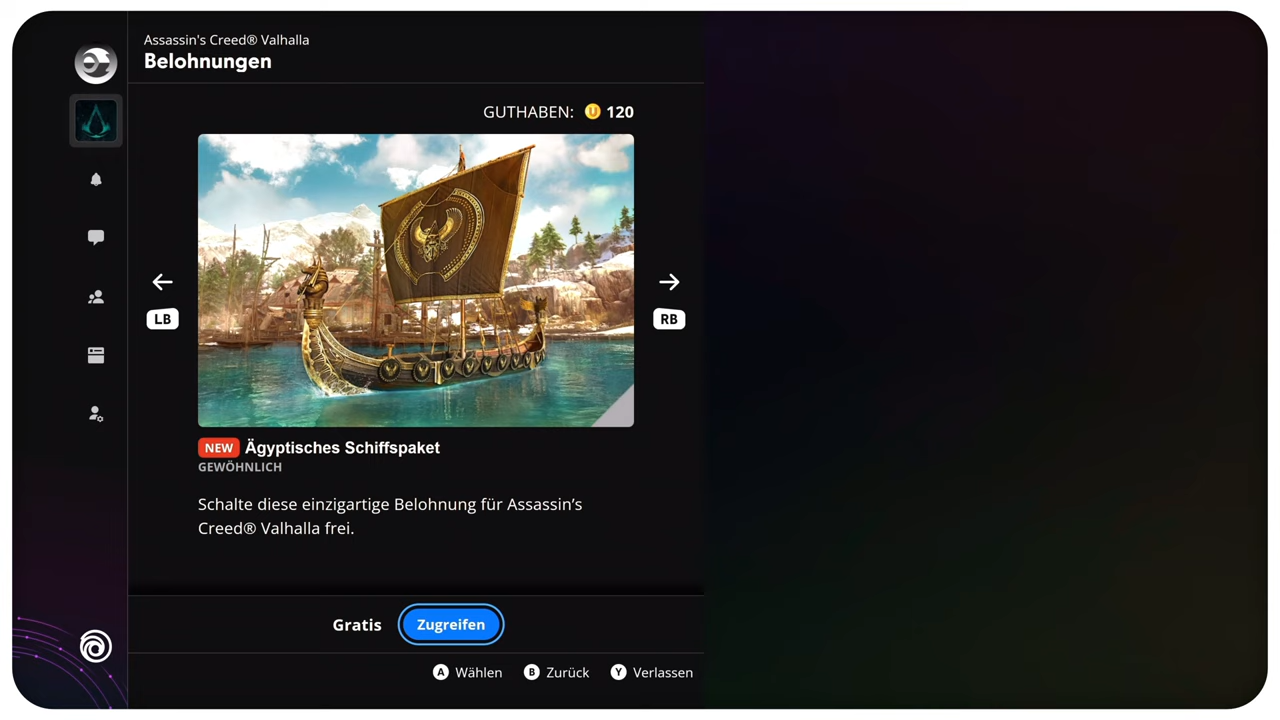 Assassin's Creed® Valhalla
Belohnungen
GUTHABEN: 120
LB
RB
NEW Ägyptisches Schiffspaket
GEWÖHNLICH
Schalte diese einzigartige Belohnung für Assassin’s
Creed® Valhalla frei.
Gratis Zugreifen
A Wählen B Zurück Y Verlassen